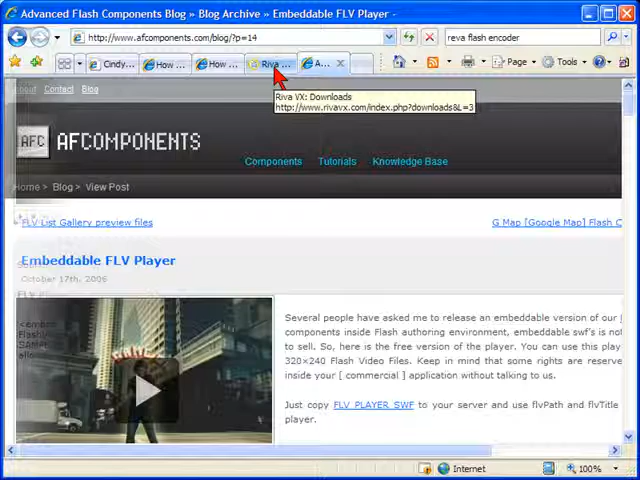 Advanced Flash Components Blog » Blog Archive » Embeddable FLV Player -
http://www.afcomponents.com/blog/?p=14
reva flash encoder
Cindy...
How ...
How ...
Riva ...
A...
Page
Tools
About Contact Blog
Riva VX: Downloads
http://www.rivavx.com/index.php?downloads&L=3
AFC AFCOMPONENTS
Components Tutorials Knowledge Base
Home > Blog > View Post
FLV List Gallery preview files
G Map [Google Map] Flash C
Embeddable FLV Player
October 17th, 2006
Several people have asked me to release an embeddable version of our
components inside Flash authoring environment, embeddable swf's is not
to sell. So, here is the free version of the player. You can use this play
320×240 Flash Video Files. Keep in mind that some rights are reserve
inside your [ commercial ] application without talking to us.
Just copy FLV PLAYER SWF to your server and use flvPath and flvTitle
player.
Internet
100%